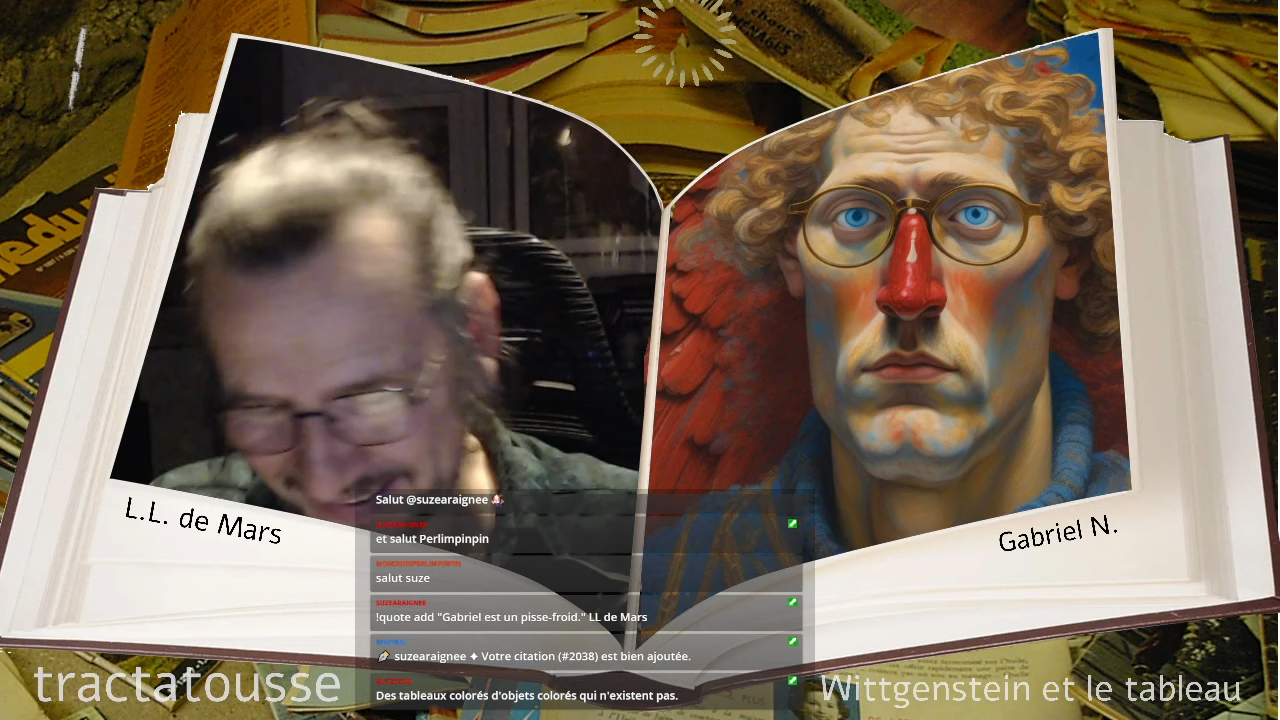 L.L. de Mars
Gabriel N.
Salut @suzearaignee
et salut Perlimpinpin
salut suze
SUZEARAIGNEE
!quote add "Gabriel est un pisse-froid." LL de Mars
suzearaignee ✦ Votre citation (#2038) est bien ajoutée.
Des tableaux colorés d'objets colorés qui n'existent pas.
tractatousse
Wittgenstein et le tableau